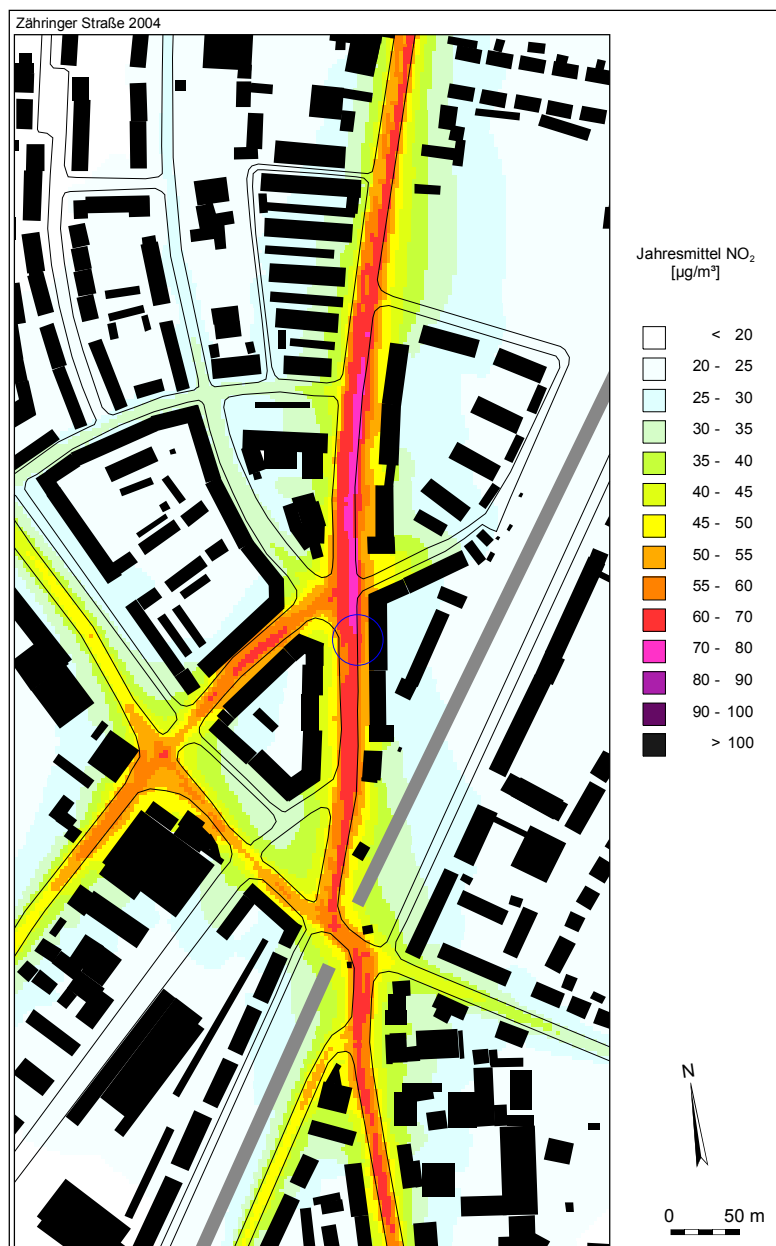 Zähringer Straße 2004
Jahresmittel NO₂
[µg/m³]
< 20
20 - 25
25 - 30
30 - 35
35 - 40
40 - 45
45 - 50
50 - 55
55 - 60
60 - 70
70 - 80
80 - 90
90 - 100
> 100
N
0 50 m